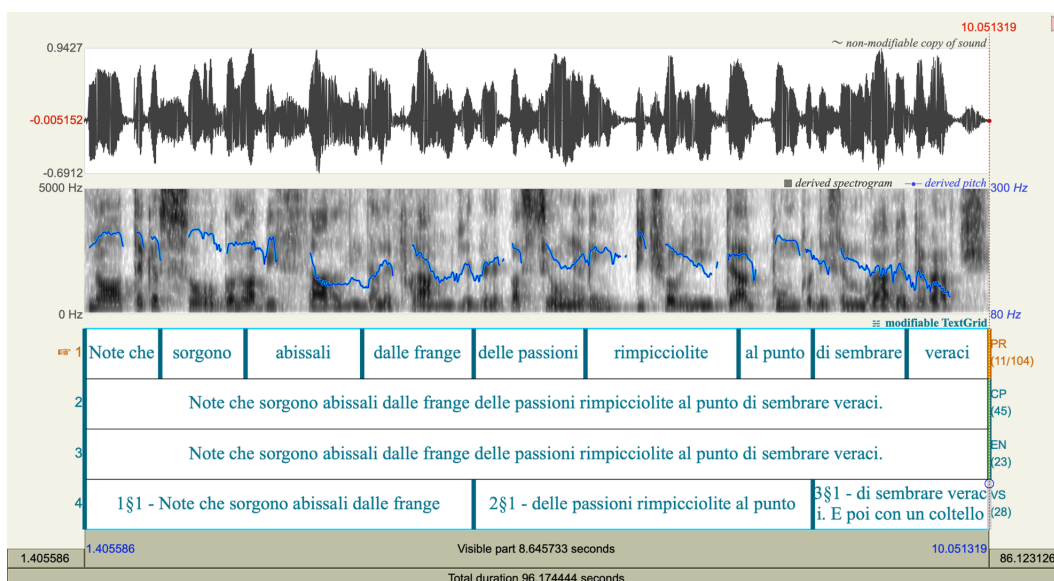 10.051319
0.9427
~ non-modifiable copy of sound
-0.005152
-0.6912
5000 Hz
derived spectrogram
derived pitch
300 Hz
0 Hz
80 Hz
modifiable TextGrid
1
Note che
sorgono
abissali
dalle frange
delle passioni
rimpicciolite
al punto
di sembrare
veraci
PR
(11/104)
2
Note che sorgono abissali dalle frange delle passioni rimpicciolite al punto di sembrare veraci.
CP
(45)
3
Note che sorgono abissali dalle frange delle passioni rimpicciolite al punto di sembrare veraci.
EN
(23)
4
1§1 - Note che sorgono abissali dalle frange
2§1 - delle passioni rimpicciolite al punto
3§1 - di sembrare verac
i. E poi con un coltello
VS
(28)
1.405586
Visible part 8.645733 seconds
10.051319
1.405586
86.123126
Total duration 96.174444 seconds